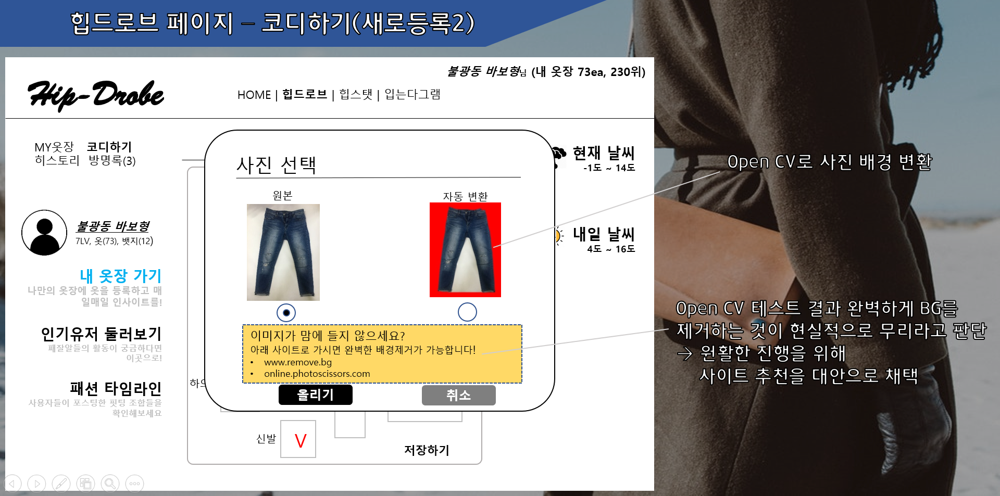 힙드로브 페이지 – 코디하기(새로등록2)
불광동 바보형님 (내 옷장 73ea, 230위)
Hip-Drobe
HOME | 힙드로브 | 힙스탯 | 입는다그램
MY옷장 코디하기
히스토리 방명록(3)
불광동 바보형
7LV, 옷(73), 뱃지(12)
내 옷장 가기
나만의 옷장에 옷을 등록하고 매
일매일 인사이트를!
인기유저 둘러보기
패잘알들의 활동이 궁금하다면
이곳으로!
패션 타임라인
사용자들이 포스팅한 핏팅 조합들을
확인해보세요
사진 선택
원본
자동 변환
이미지가 맘에 들지 않으세요?
아래 사이트로 가시면 완벽한 배경제거가 가능합니다!
• www.remove.bg
• online.photoscissors.com
올리기
취소
신발
V
저장하기
현재 날씨
-1도 ~ 14도
내일 날씨
4도 ~ 16도
Open CV로 사진 배경 변환
Open CV 테스트 결과 완벽하게 BG를
제거하는 것이 현실적으로 무리라고 판단
→ 원활한 진행을 위해
사이트 추천을 대안으로 채택